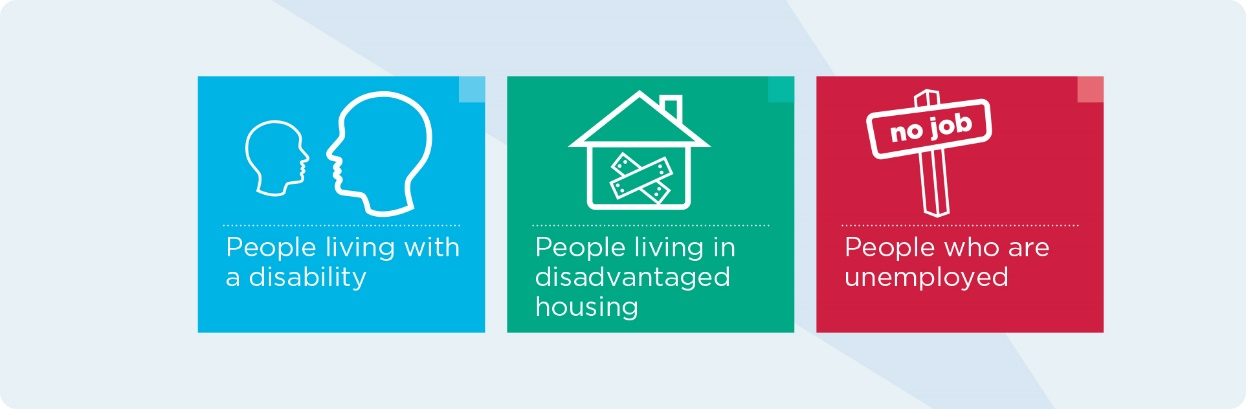 People living with
a disability
People living in
disadvantaged
housing
no job
People who are
unemployed